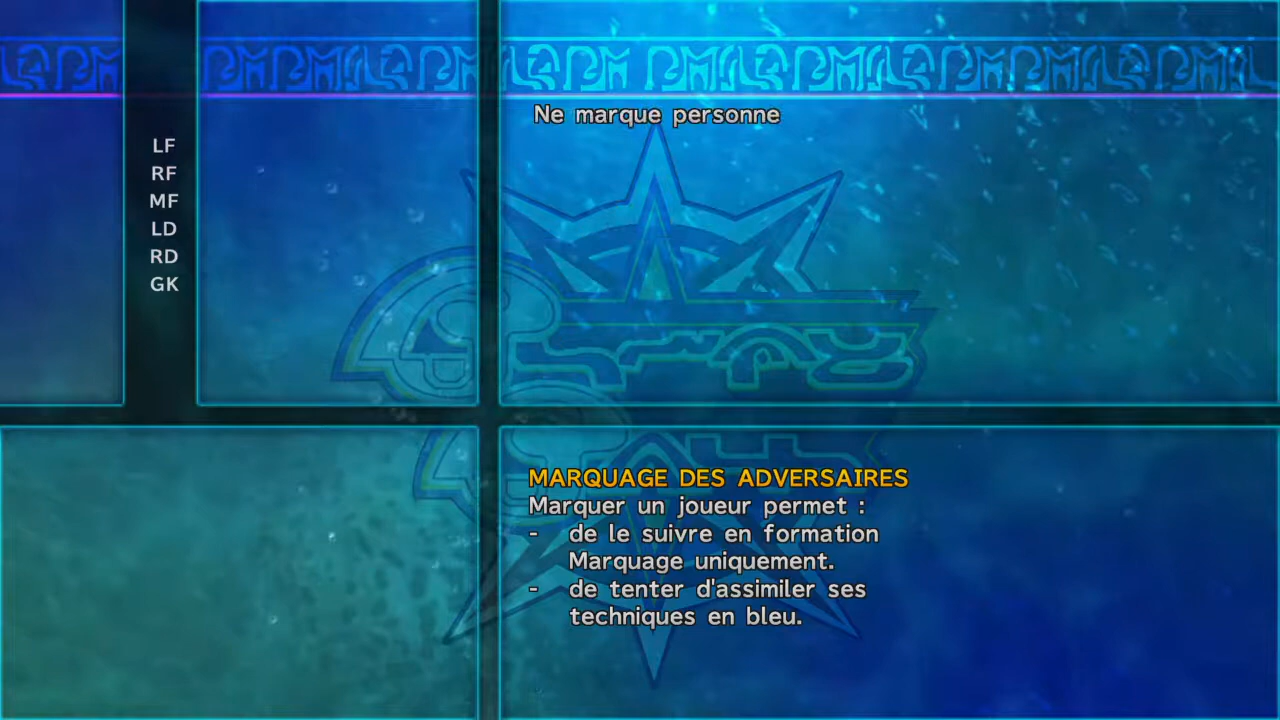 Ne marque personne
LF
RF
MF
LD
RD
GK
MARQUAGE DES ADVERSAIRES
Marquer un joueur permet :
- de le suivre en formation
Marquage uniquement.
- de tenter d'assimiler ses
techniques en bleu.